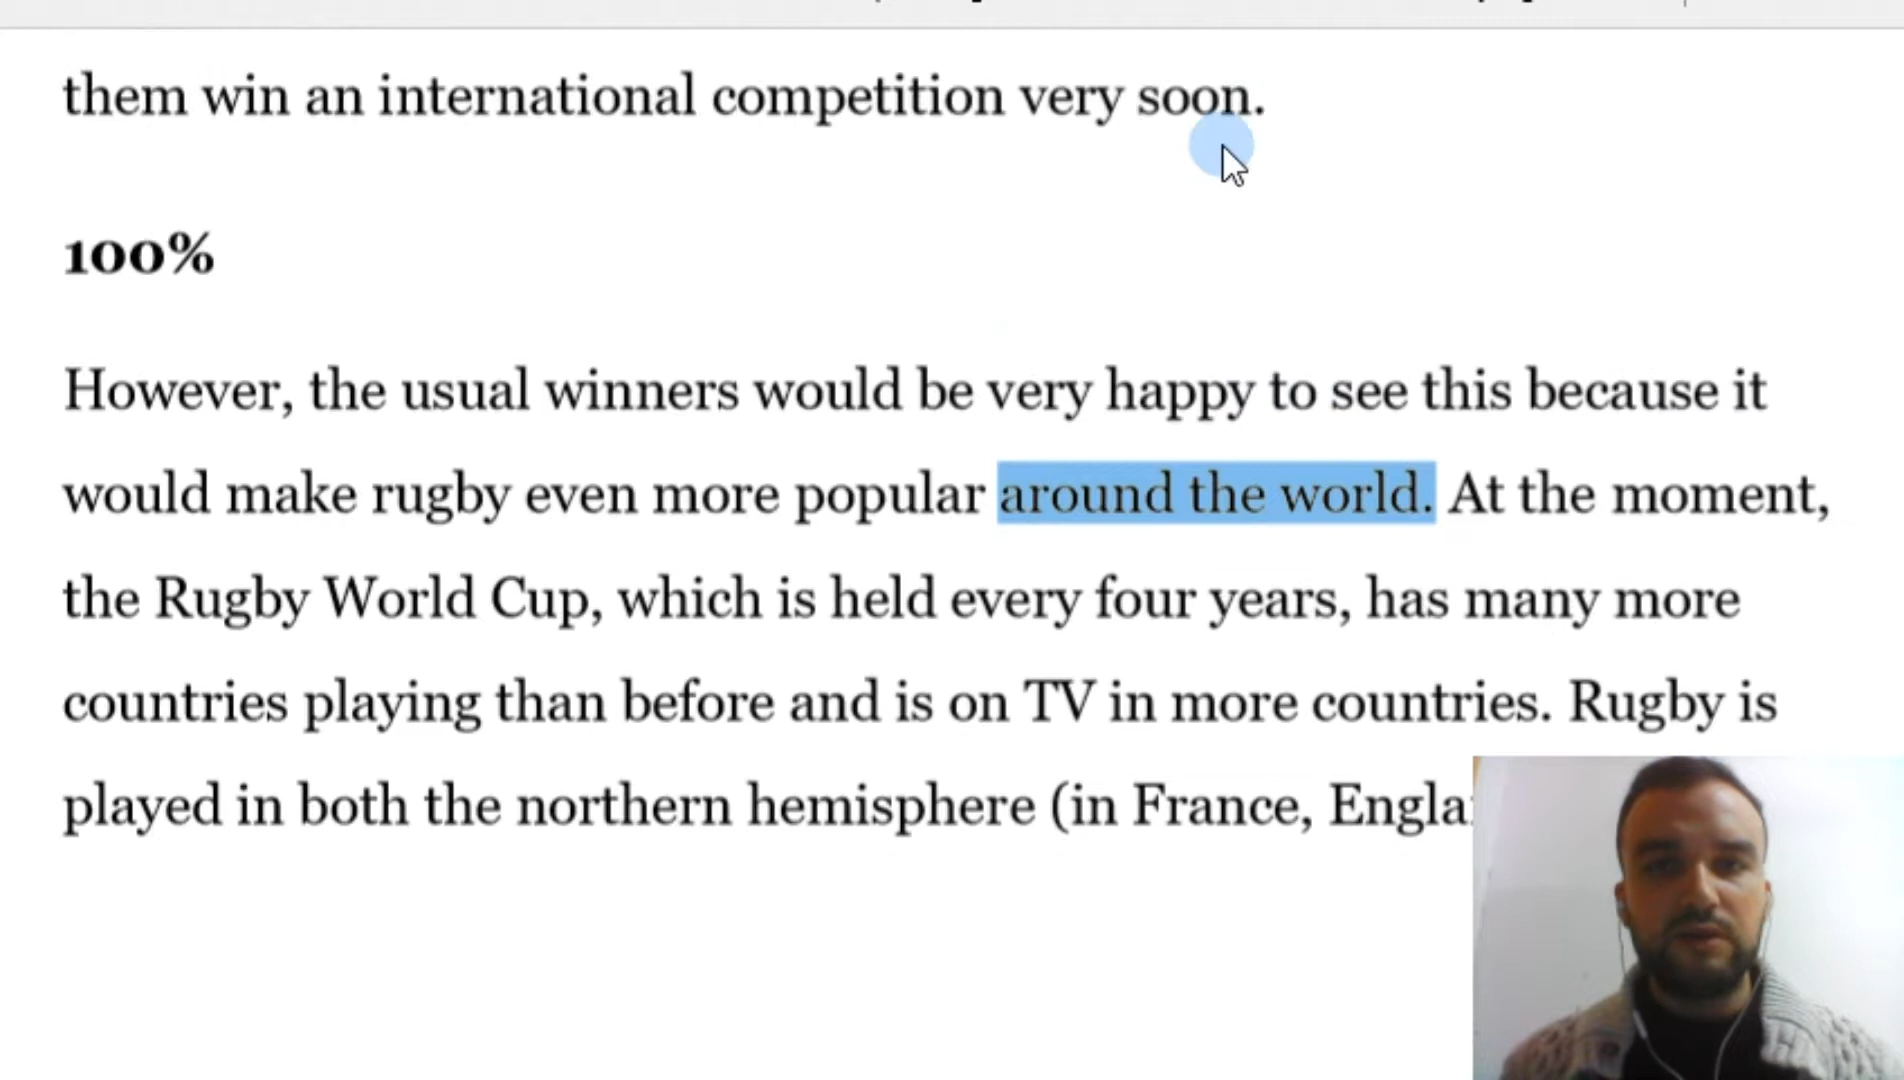 them win an international competition very soon.
100%
However, the usual winners would be very happy to see this because it
would make rugby even more popular around the world. At the moment,
the Rugby World Cup, which is held every four years, has many more
countries playing than before and is on TV in more countries. Rugby is
played in both the northern hemisphere (in France,